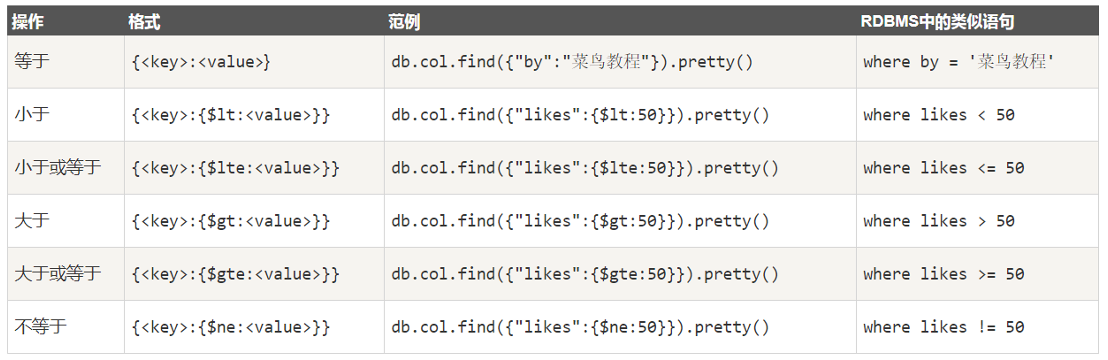 操作 格式 范例 RDBMS中的类似语句
等于 {<key>:<value>} db.col.find({"by":"菜鸟教程"}).pretty() where by = '菜鸟教程'
小于 {<key>:{$lt:<value>}} db.col.find({"likes":{$lt:50}}).pretty() where likes < 50
小于或等于 {<key>:{$lte:<value>}} db.col.find({"likes":{$lte:50}}).pretty() where likes <= 50
大于 {<key>:{$gt:<value>}} db.col.find({"likes":{$gt:50}}).pretty() where likes > 50
大于或等于 {<key>:{$gte:<value>}} db.col.find({"likes":{$gte:50}}).pretty() where likes >= 50
不等于 {<key>:{$ne:<value>}} db.col.find({"likes":{$ne:50}}).pretty() where likes != 50